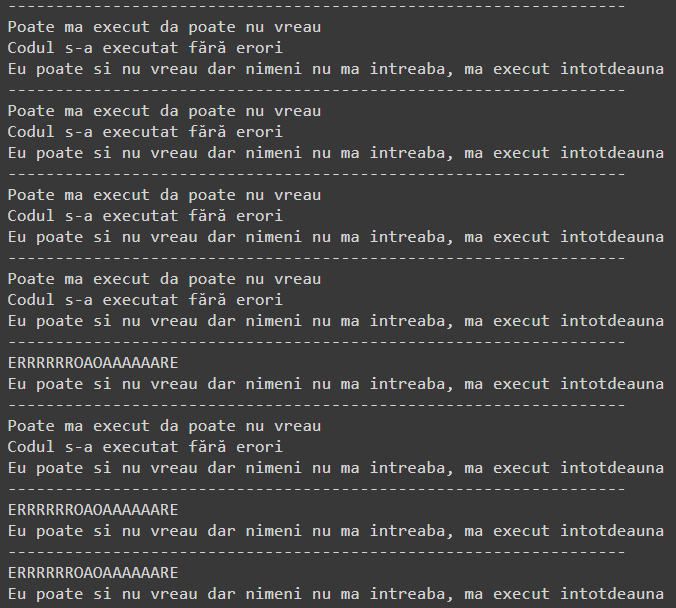 -----------------------------------------------------------------
Poate ma execut da poate nu vreau
Codul s-a executat fără erori
Eu poate si nu vreau dar nimeni nu ma intreaba, ma execut intotdeauna
-----------------------------------------------------------------
Poate ma execut da poate nu vreau
Codul s-a executat fără erori
Eu poate si nu vreau dar nimeni nu ma intreaba, ma execut intotdeauna
-----------------------------------------------------------------
Poate ma execut da poate nu vreau
Codul s-a executat fără erori
Eu poate si nu vreau dar nimeni nu ma intreaba, ma execut intotdeauna
-----------------------------------------------------------------
Poate ma execut da poate nu vreau
Codul s-a executat fără erori
Eu poate si nu vreau dar nimeni nu ma intreaba, ma execut intotdeauna
-----------------------------------------------------------------
ERRRRRROAOAAAAAARE
Eu poate si nu vreau dar nimeni nu ma intreaba, ma execut intotdeauna
-----------------------------------------------------------------
Poate ma execut da poate nu vreau
Codul s-a executat fără erori
Eu poate si nu vreau dar nimeni nu ma intreaba, ma execut intotdeauna
-----------------------------------------------------------------
ERRRRRROAOAAAAAARE
Eu poate si nu vreau dar nimeni nu ma intreaba, ma execut intotdeauna
-----------------------------------------------------------------
ERRRRRROAOAAAAAARE
Eu poate si nu vreau dar nimeni nu ma intreaba, ma execut intotdeauna